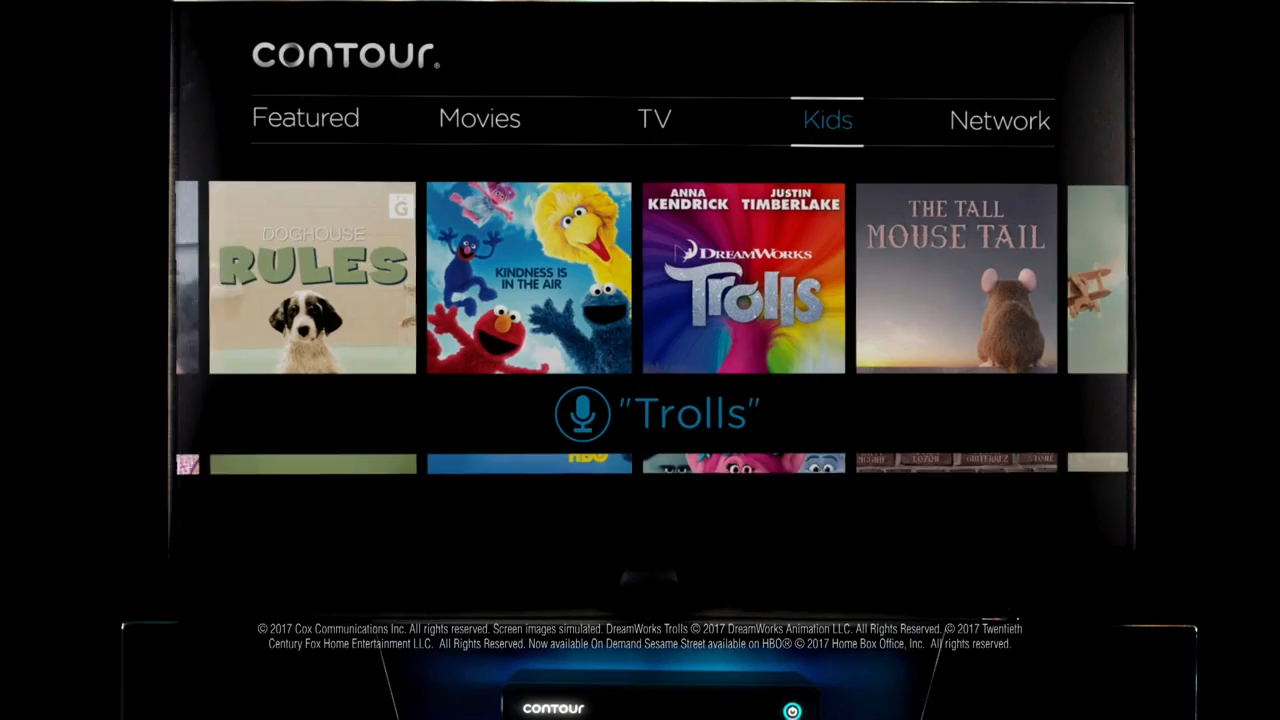 contour®
Featured Movies TV Kids Network
G
DOGHOUSE
RULES
KINDNESS IS
IN THE AIR
ANNA KENDRICK
JUSTIN TIMBERLAKE
DREAMWORKS
Trolls
THE TALL
MOUSE TAIL
"Trolls"
HBO
LOZON GUTIERREZ STORE
© 2017 Cox Communications Inc. All rights reserved. Screen images simulated. DreamWorks Trolls © 2017 DreamWorks Animation LLC. All Rights Reserved. © 2017 Twentieth
Century Fox Home Entertainment LLC. All Rights Reserved. Now available On Demand Sesame Street available on HBO® © 2017 Home Box Office, Inc. All rights reserved.
contour